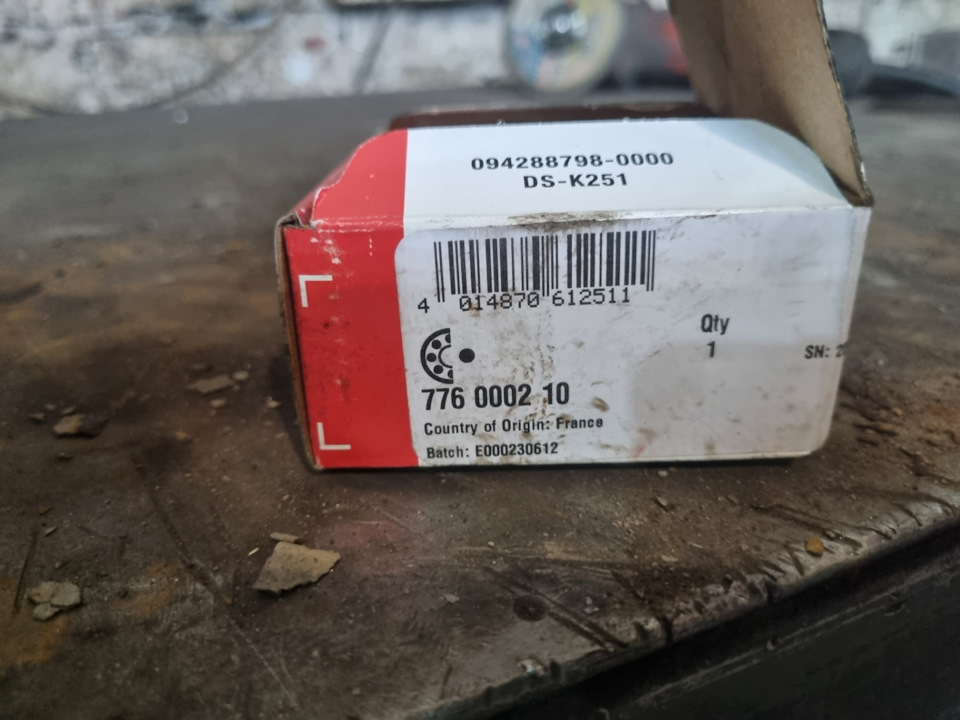 094288798-0000
DS-K251
4 014870 612511
Qty
1
SN:
776 0002 10
Country of Origin: France
Batch: E000230612